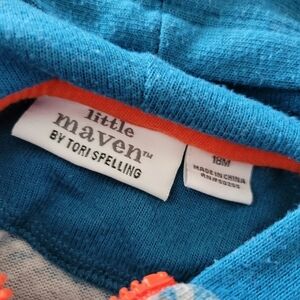 little
maven™
BY TORI SPELLING
18M
MADE IN CHINA